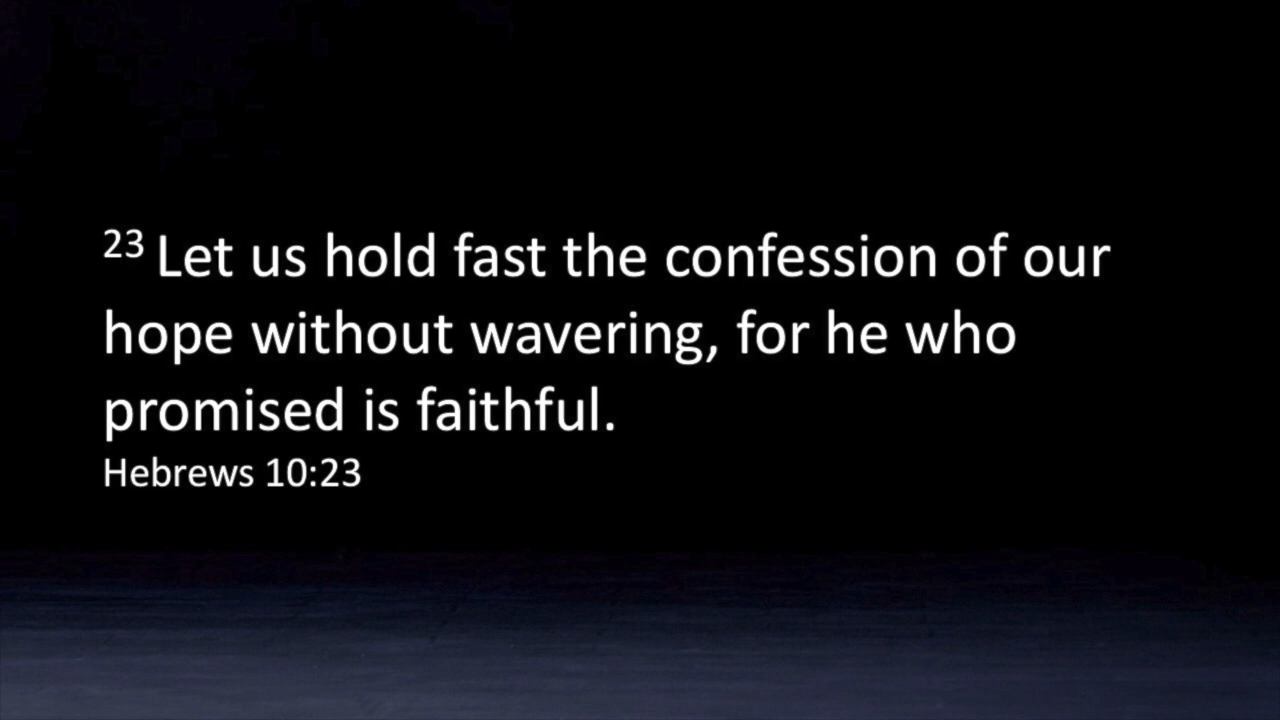 23 Let us hold fast the confession of our
hope without wavering, for he who
promised is faithful.
Hebrews 10:23